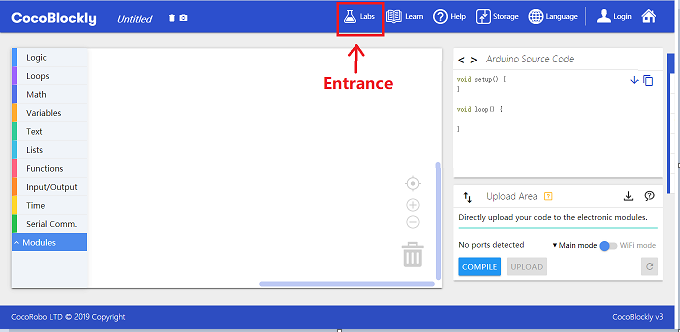 CocoBlockly Untitled Labs Learn Help Storage Language Login
Entrance
Logic
Loops
Math
Variables
Text
Lists
Functions
Input/Output
Time
Serial Comm.
Modules
< > Arduino Source Code
void setup() {
}
void loop() {
}
Upload Area ?
Directly upload your code to the electronic modules.
No ports detected ▾ Main mode WiFi mode
COMPILE UPLOAD
CocoRobo LTD © 2019 Copyright CocoBlockly v3